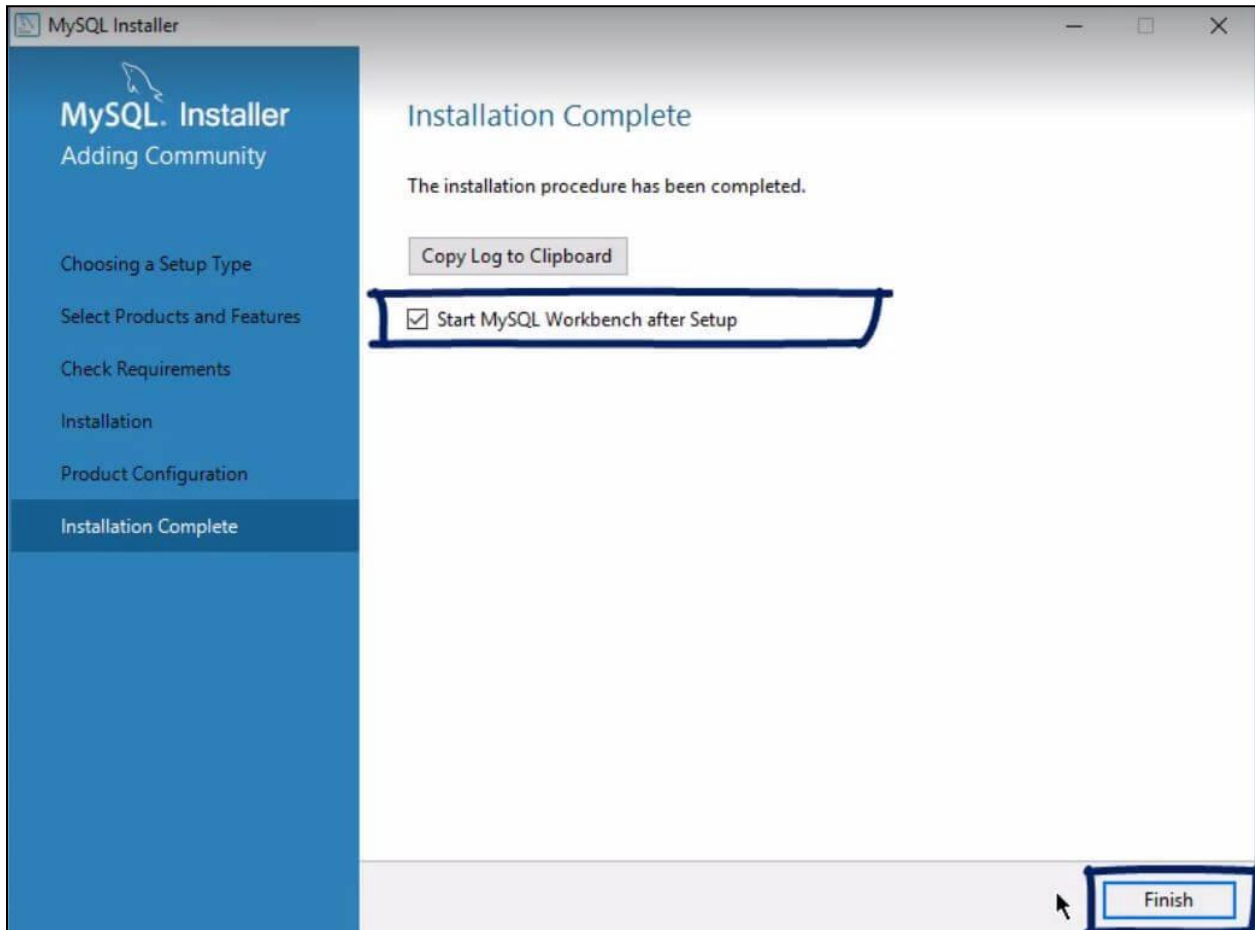 MySQL Installer
MySQL. Installer
Adding Community
Choosing a Setup Type
Select Products and Features
Check Requirements
Installation
Product Configuration
Installation Complete
Installation Complete
The installation procedure has been completed.
Copy Log to Clipboard
Start MySQL Workbench after Setup
Finish